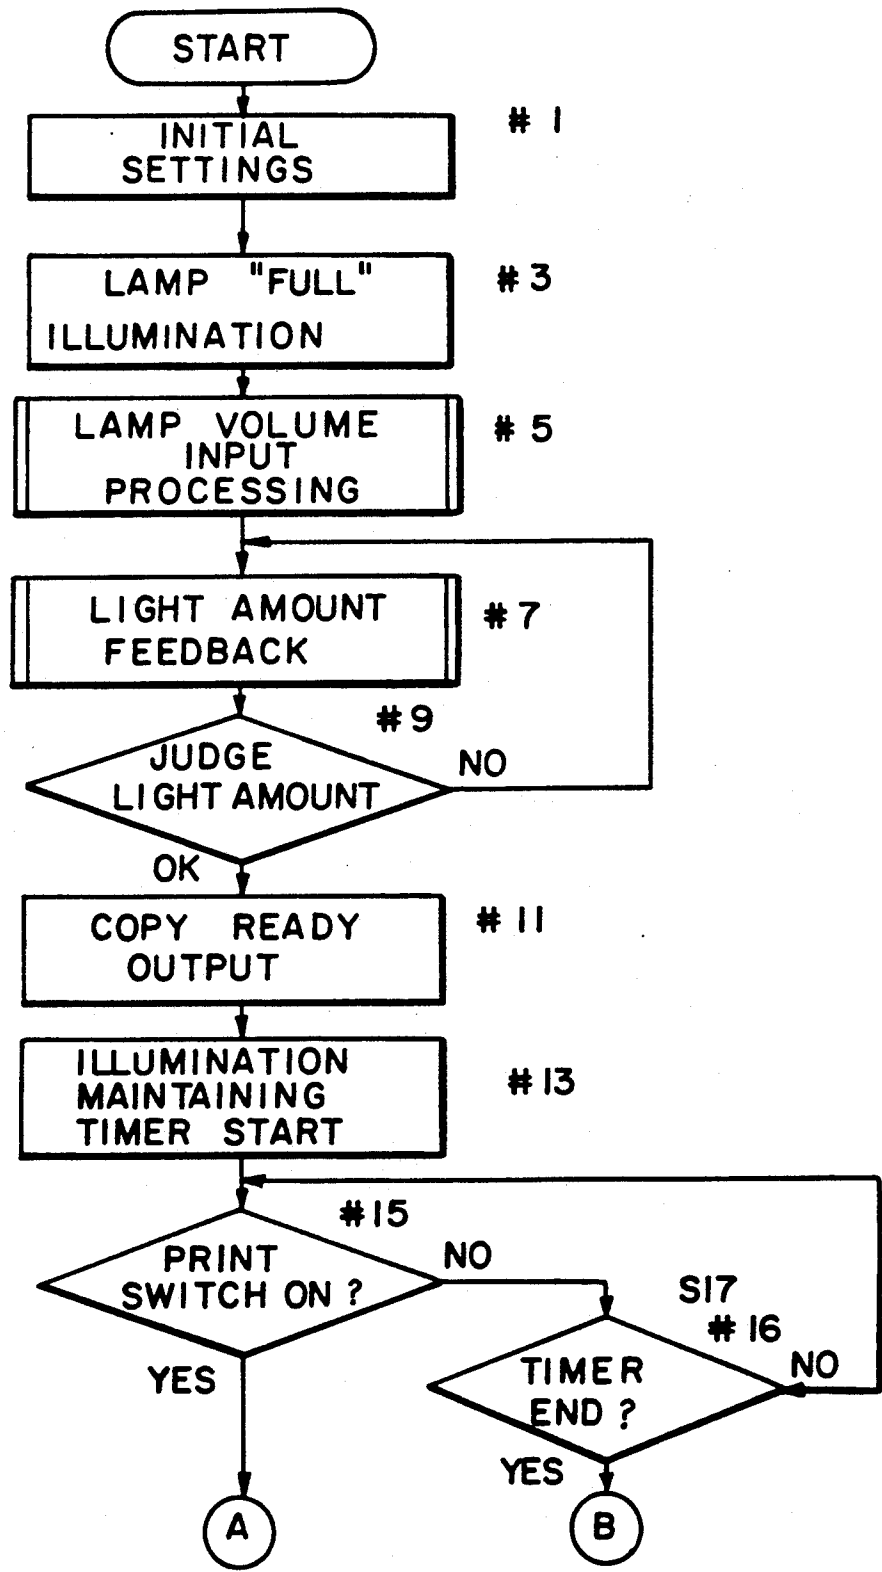 START
# 1
INITIAL
SETTINGS
# 3
LAMP "FULL"
ILLUMINATION
# 5
LAMP VOLUME
INPUT
PROCESSING
# 7
LIGHT AMOUNT
FEEDBACK
# 9
JUDGE
LIGHT AMOUNT
NO
OK
# 11
COPY READY
OUTPUT
# 13
ILLUMINATION
MAINTAINING
TIMER START
#15
PRINT
SWITCH ON ?
NO
YES
S17
# 16
TIMER
END ?
NO
YES
A
B